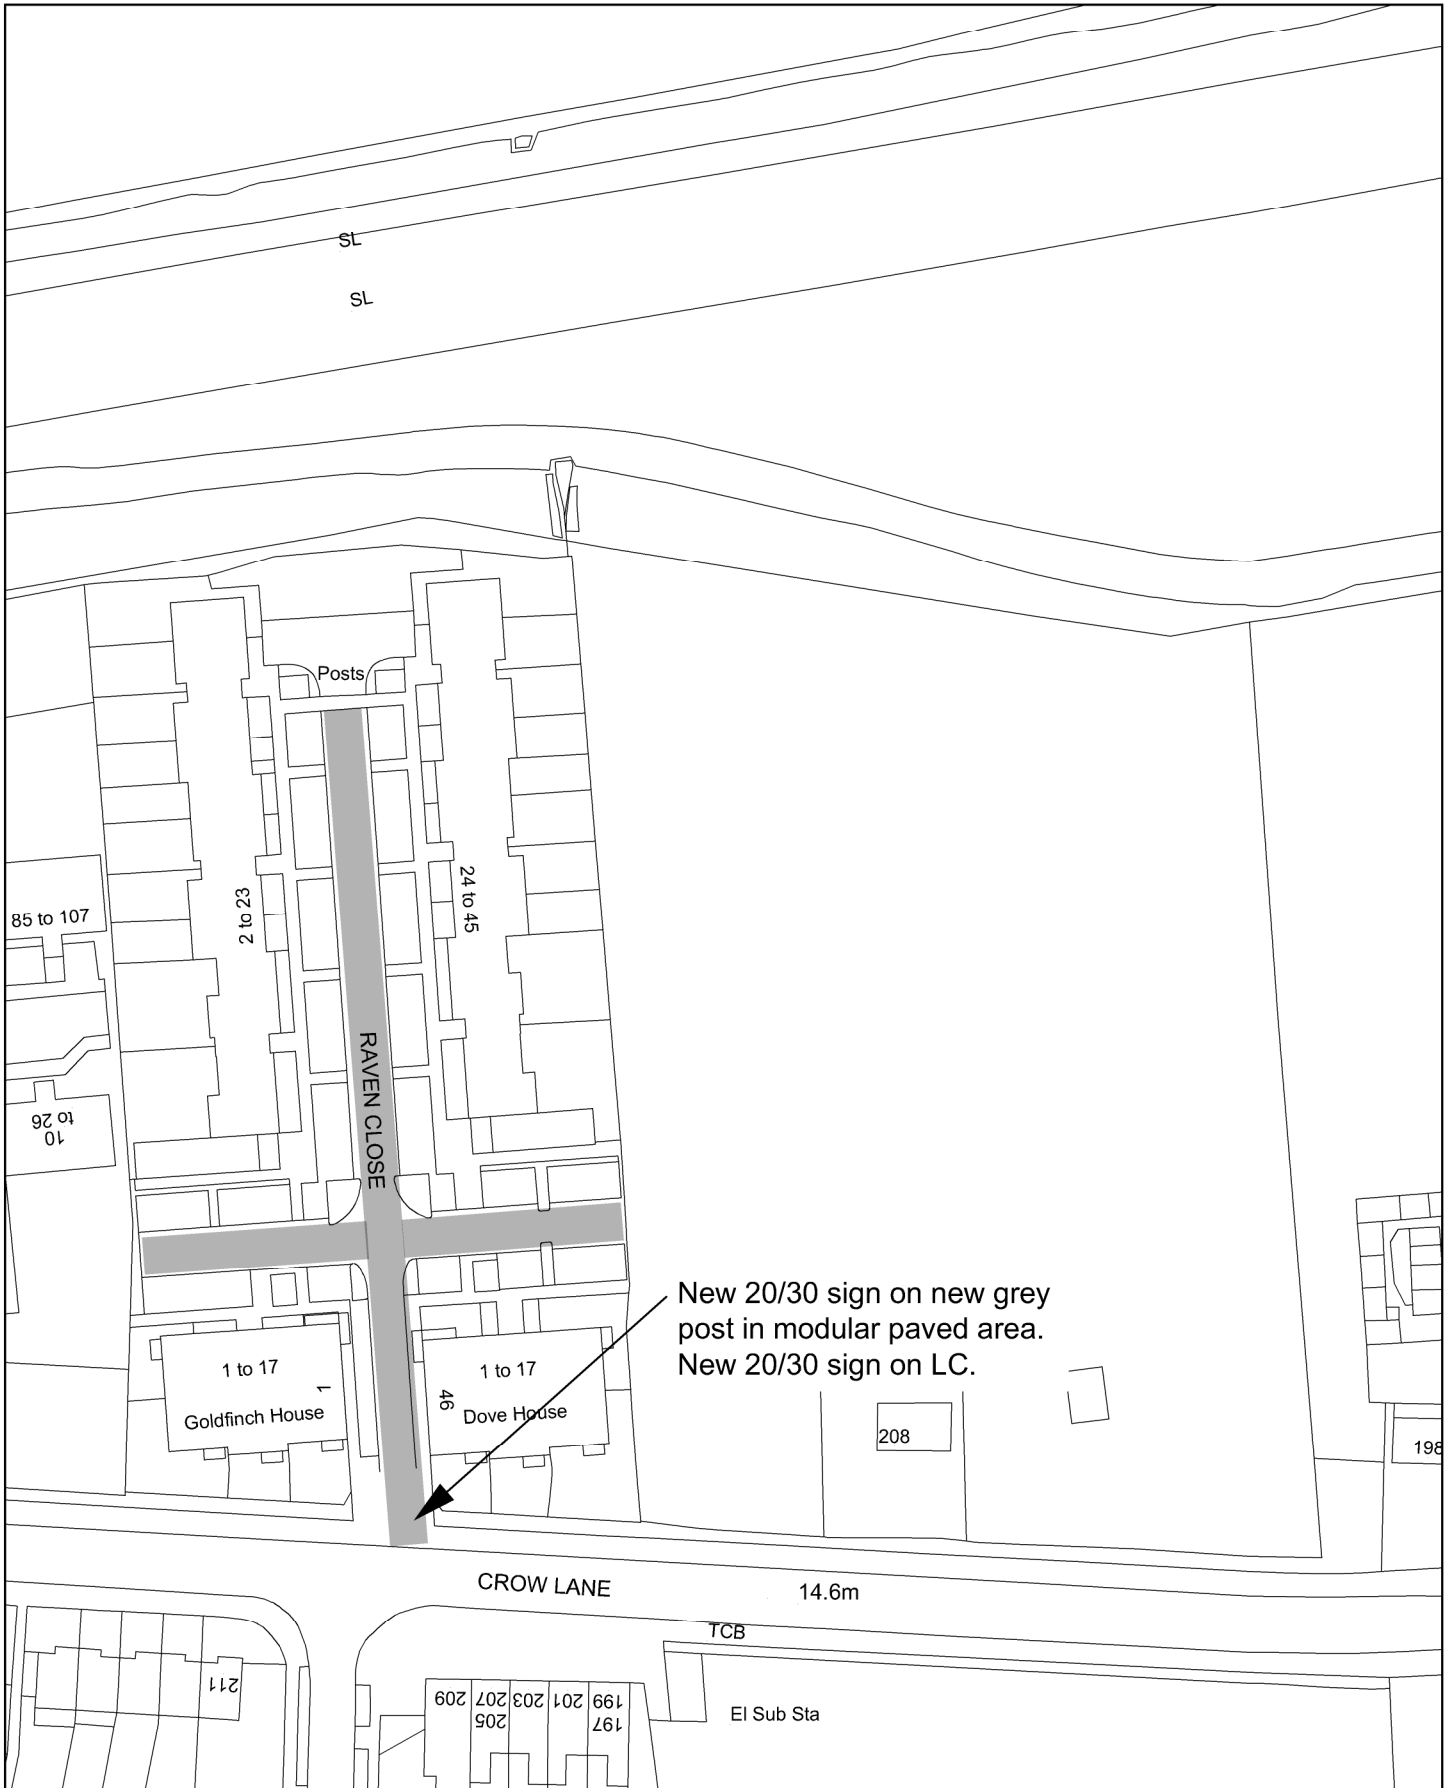 SL
SL
Posts
2 to 23
24 to 45
85 to 107
RAVEN CLOSE
10
to 26
New 20/30 sign on new grey
post in modular paved area.
New 20/30 sign on LC.
1 to 17
1
Goldfinch House
1 to 17
46
Dove House
208
198
CROW LANE
14.6m
TCB
211
209
207
205
203
201
199
197
El Sub Sta